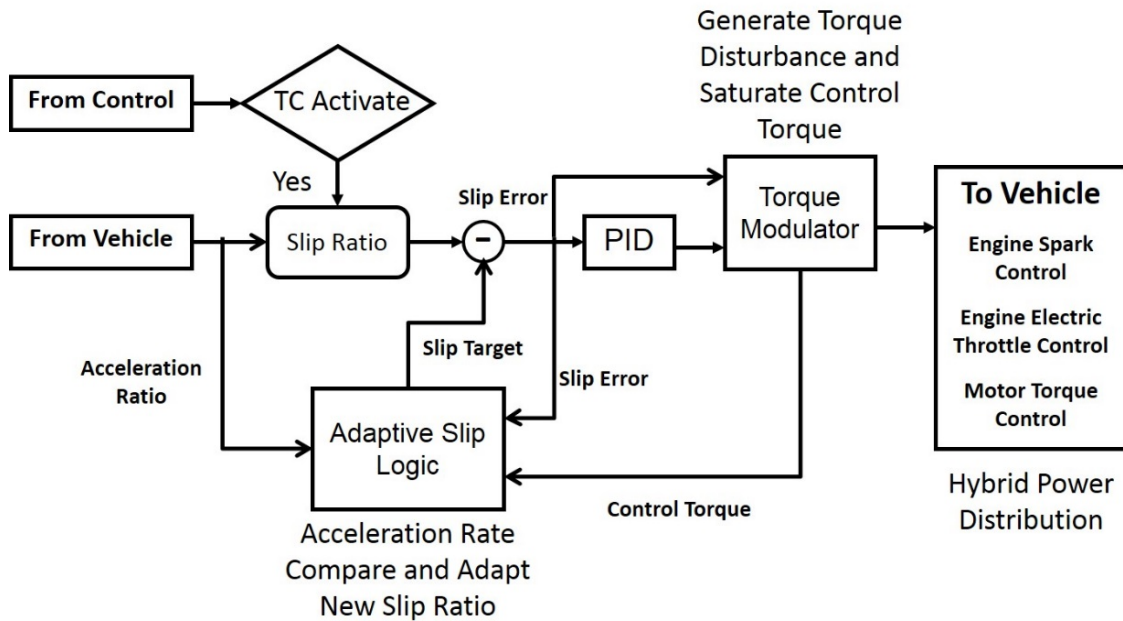 Generate Torque
Disturbance and
Saturate Control
Torque
From Control
TC Activate
Yes
Slip Error
Torque
Modulator
To Vehicle
From Vehicle
Slip Ratio
-
PID
Engine Spark
Control
Engine Electric
Throttle Control
Motor Torque
Control
Slip Target
Acceleration
Ratio
Slip Error
Adaptive Slip
Logic
Control Torque
Hybrid Power
Distribution
Acceleration Rate
Compare and Adapt
New Slip Ratio